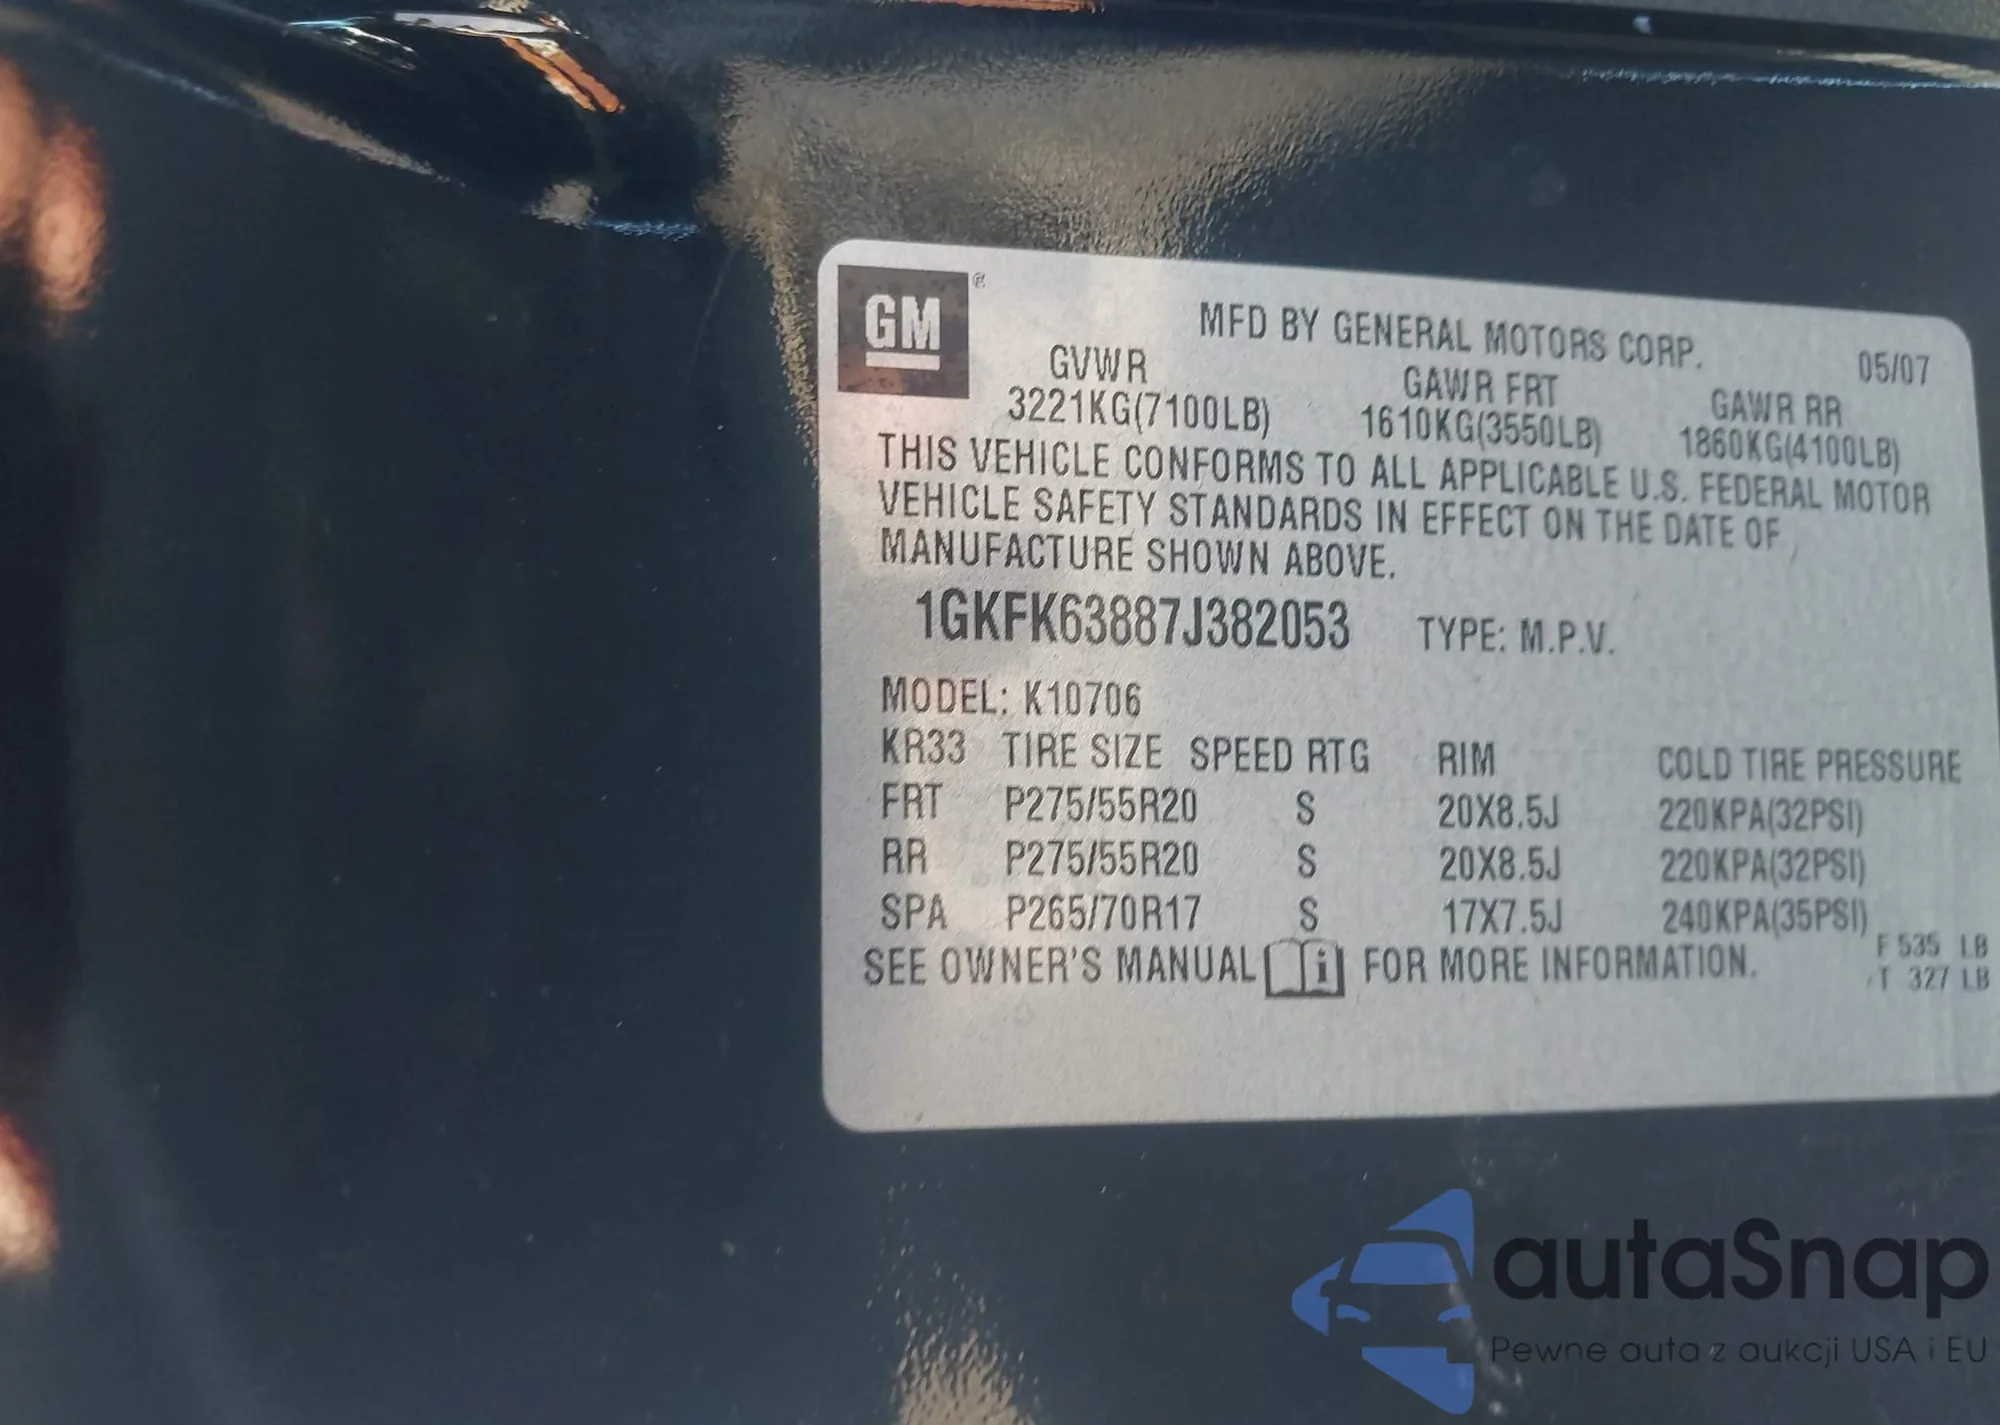 GM ®
MFD BY GENERAL MOTORS CORP. 05/07
GVWR GAWR FRT GAWR RR
3221KG(7100LB) 1610KG(3550LB) 1860KG(4100LB)
THIS VEHICLE CONFORMS TO ALL APPLICABLE U.S. FEDERAL MOTOR
VEHICLE SAFETY STANDARDS IN EFFECT ON THE DATE OF
MANUFACTURE SHOWN ABOVE.
1GKFK63887J382053 TYPE: M.P.V.
MODEL: K10706
KR33 TIRE SIZE SPEED RTG RIM COLD TIRE PRESSURE
FRT P275/55R20 S 20X8.5J 220KPA(32PSI)
RR P275/55R20 S 20X8.5J 220KPA(32PSI)
SPA P265/70R17 S 17X7.5J 240KPA(35PSI)
F 535 LB
SEE OWNER'S MANUAL i FOR MORE INFORMATION.
T 327 LB
autaSnap
Pewne auta z aukcji USA i EU